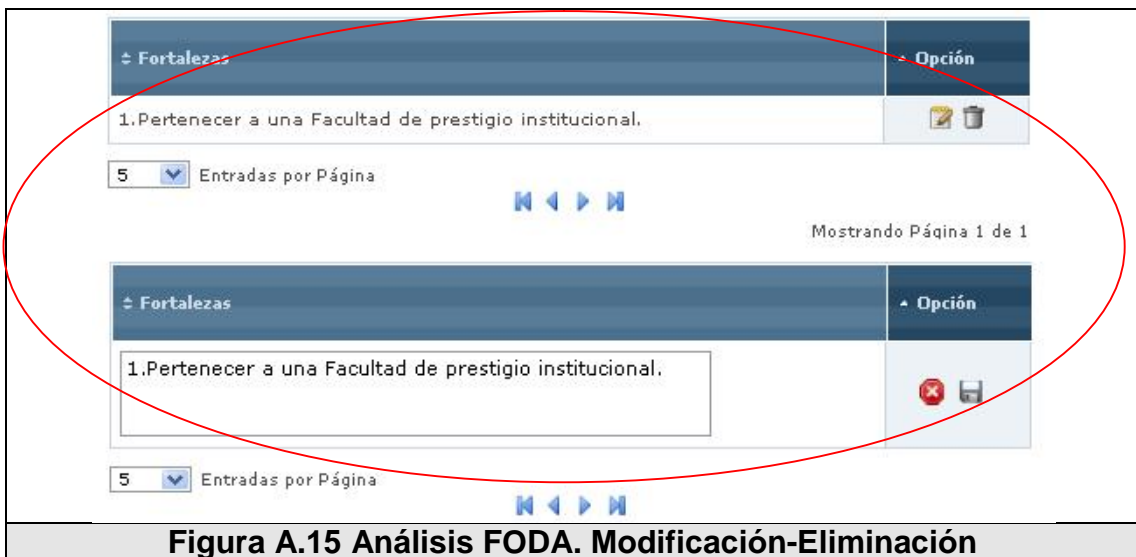 Fortalezas Opción
1.Pertenecer a una Facultad de prestigio institucional.
5 Entradas por Página
Mostrando Página 1 de 1
Fortalezas Opción
1.Pertenecer a una Facultad de prestigio institucional.
5 Entradas por Página
Figura A.15 Análisis FODA. Modificación-Eliminación